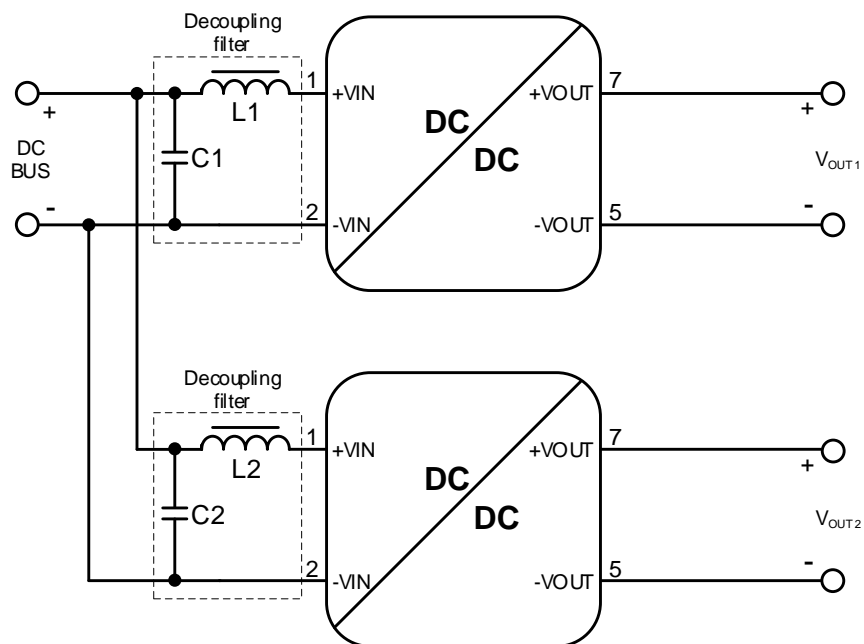 Decoupling
filter
1
+VIN
L1
+
DC
BUS
C1
-
2
-VIN
DC
DC
+VOUT
7
+
VOUT1
-VOUT
5
-
Decoupling
filter
1
+VIN
L2
C2
2
-VIN
DC
DC
+VOUT
7
+
VOUT2
-VOUT
5
-